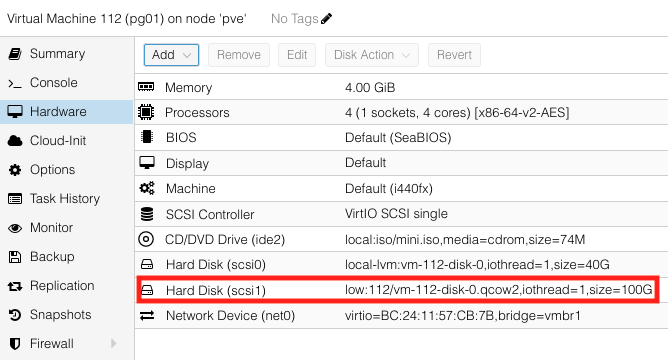 Virtual Machine 112 (pg01) on node 'pve' No Tags
Summary
Console
Hardware
Cloud-Init
Options
Task History
Monitor
Backup
Replication
Snapshots
Firewall
Add Remove Edit Disk Action Revert
Memory 4.00 GiB
Processors 4 (1 sockets, 4 cores) [x86-64-v2-AES]
BIOS Default (SeaBIOS)
Display Default
Machine Default (i440fx)
SCSI Controller VirtIO SCSI single
CD/DVD Drive (ide2) local:iso/mini.iso,media=cdrom,size=74M
Hard Disk (scsi0) local-lvm:vm-112-disk-0,iothread=1,size=40G
Hard Disk (scsi1) low:112/vm-112-disk-0.qcow2,iothread=1,size=100G
Network Device (net0) virtio=BC:24:11:57:CB:7B,bridge=vmbr1